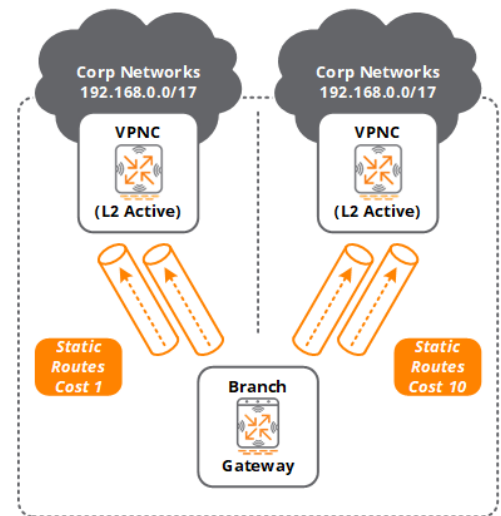 Corp Networks
192.168.0.0/17
VPNC
(L2 Active)
Corp Networks
192.168.0.0/17
VPNC
(L2 Active)
Static
Routes
Cost 1
Static
Routes
Cost 10
Branch
Gateway